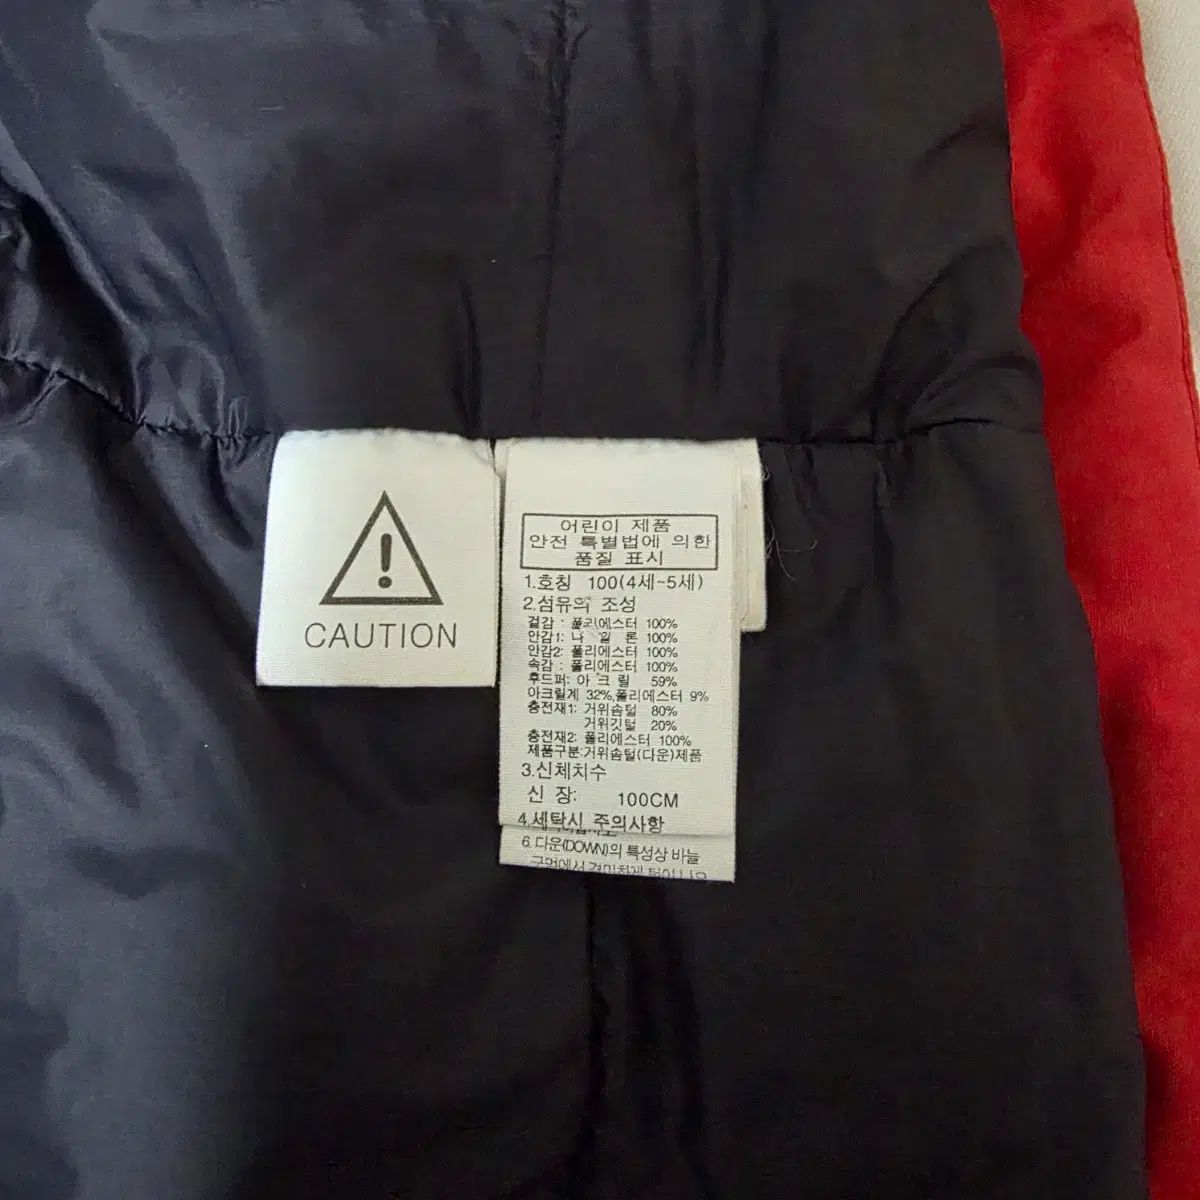 CAUTION
어린이 제품
안전 특별법에 의한
품질 표시
1.호칭 100(4세~5세)
2.섬유의 조성
겉감 : 폴리에스터 100%
안감1: 나 일 론 100%
안감2: 폴리에스터 100%
속감 : 폴리에스터 100%
후드퍼: 아 크 릴 59%
아크릴계 32%,폴리에스터 9%
충전재1: 거위솜털 80%
거위깃털 20%
충전재2: 폴리에스터 100%
제품구분:거위솜털(다운)제품
3.신체치수
신 장: 100CM
4.세탁시 주의사항
6.다운(DOWN)의 특성상 바늘